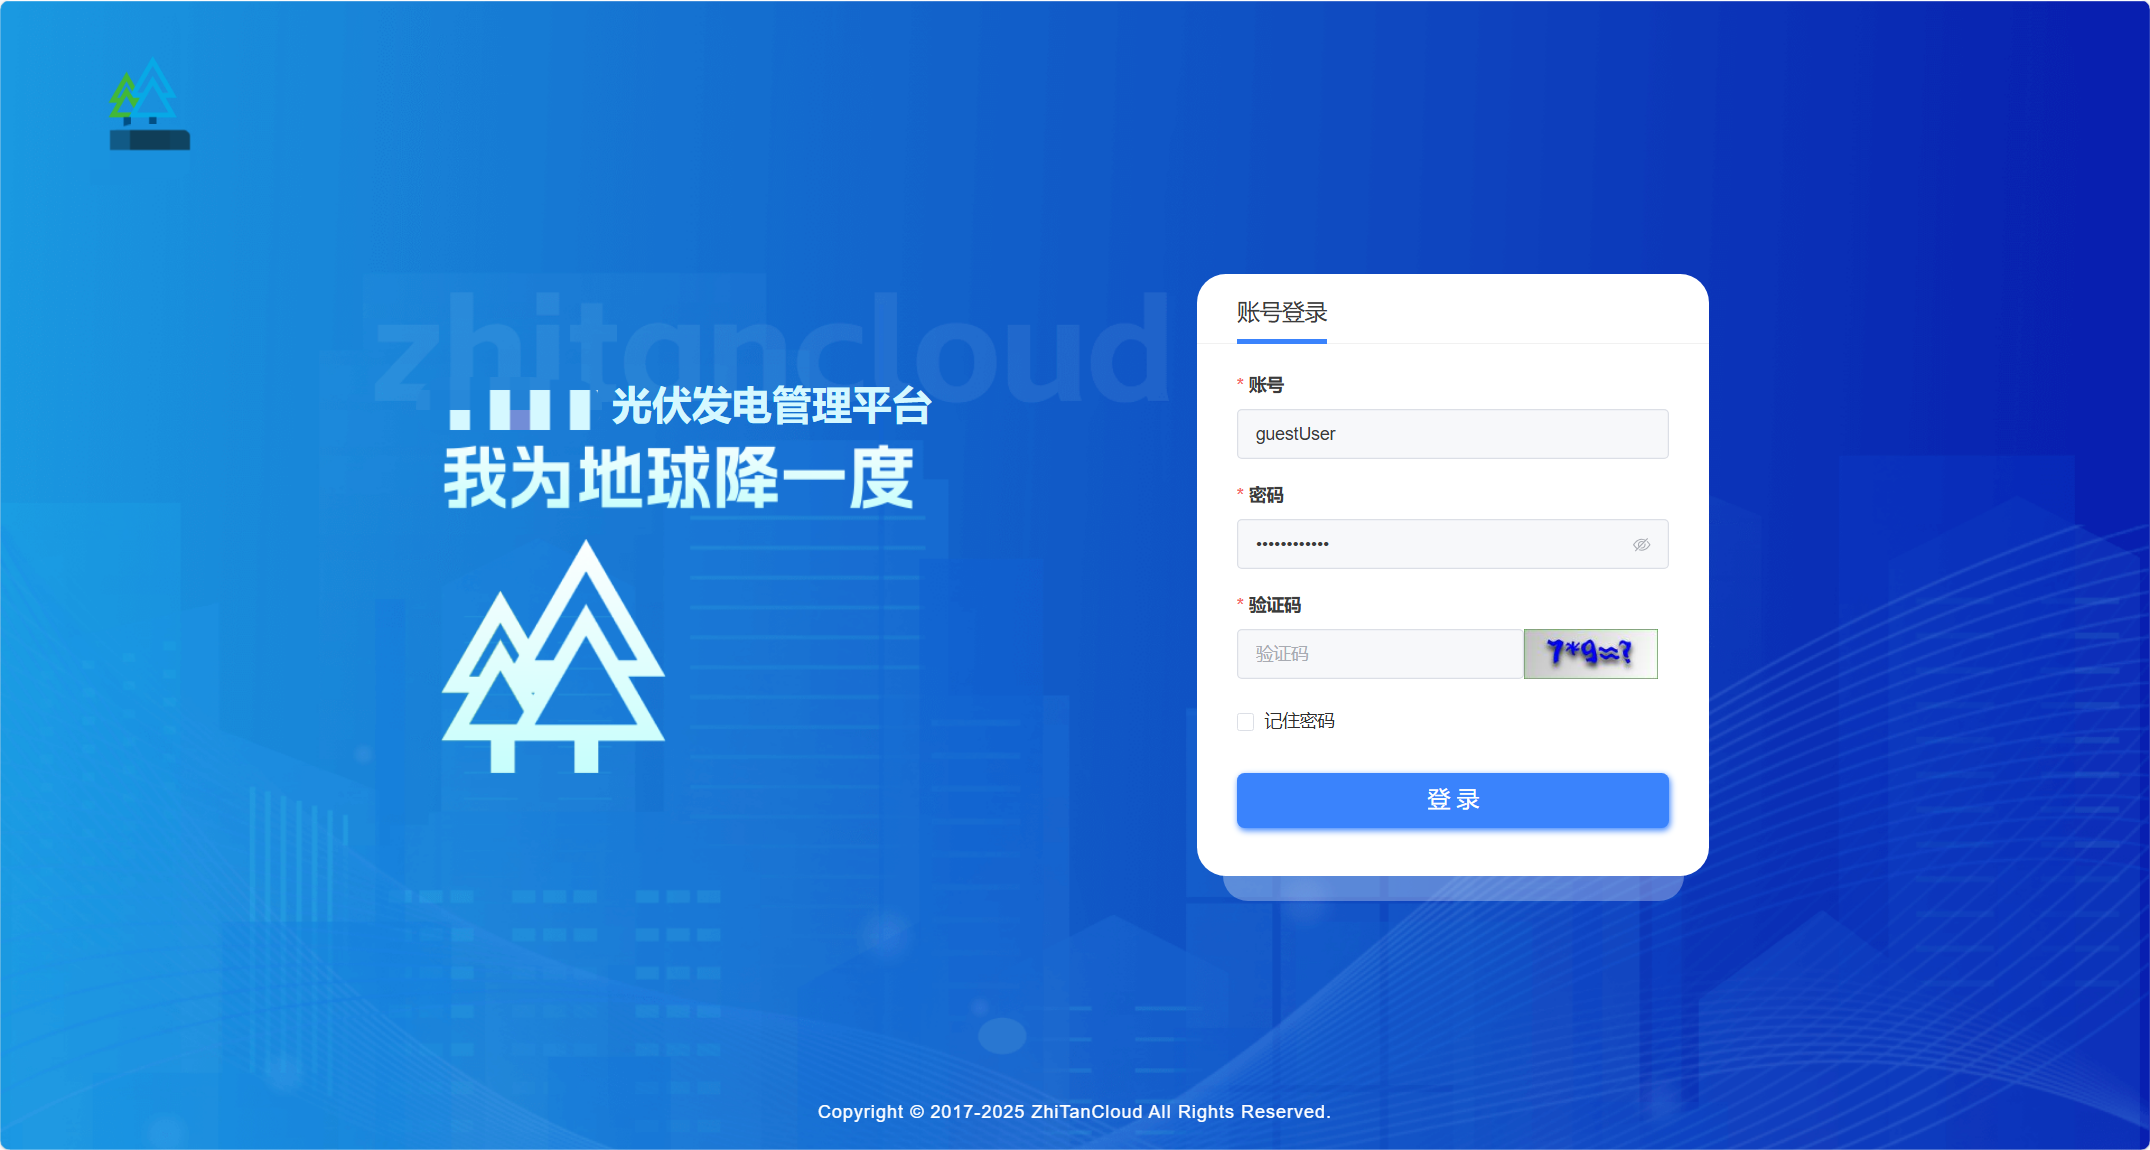 zhitancloud
光伏发电管理平台
我为地球降一度
账号登录
* 账号
guestUser
* 密码
••••••••••••
* 验证码
验证码
7*9=?
记住密码
登 录
Copyright © 2017-2025 ZhiTanCloud All Rights Reserved.